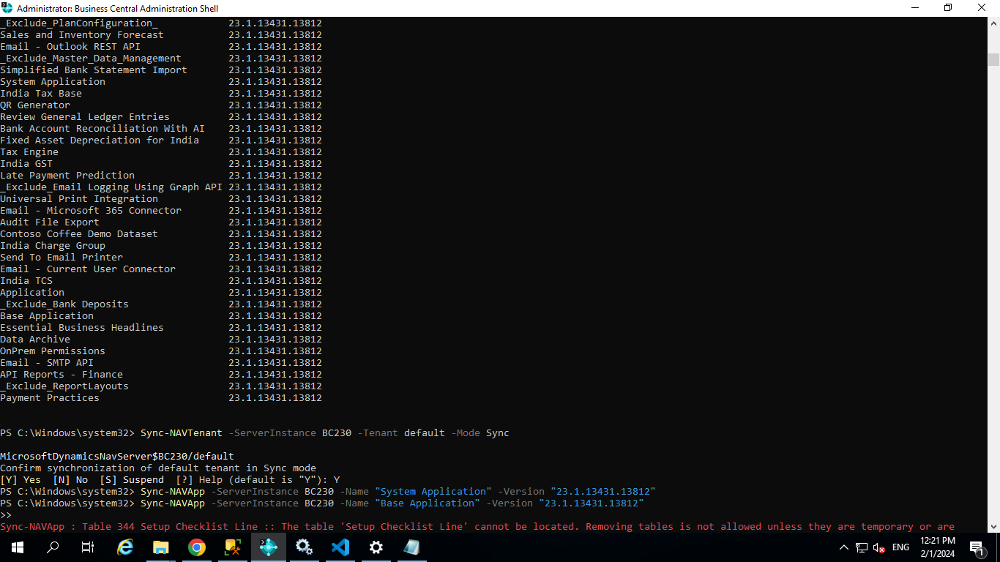 Administrator: Business Central Administration Shell
_Exclude_PlanConfiguration_ 23.1.13431.13812
Sales and Inventory Forecast 23.1.13431.13812
Email - Outlook REST API 23.1.13431.13812
_Exclude_Master_Data_Management 23.1.13431.13812
Simplified Bank Statement Import 23.1.13431.13812
System Application 23.1.13431.13812
India Tax Base 23.1.13431.13812
QR Generator 23.1.13431.13812
Review General Ledger Entries 23.1.13431.13812
Bank Account Reconciliation With AI 23.1.13431.13812
Fixed Asset Depreciation for India 23.1.13431.13812
Tax Engine 23.1.13431.13812
India GST 23.1.13431.13812
Late Payment Prediction 23.1.13431.13812
_Exclude_Email Logging Using Graph API 23.1.13431.13812
Universal Print Integration 23.1.13431.13812
Email - Microsoft 365 Connector 23.1.13431.13812
Audit File Export 23.1.13431.13812
Contoso Coffee Demo Dataset 23.1.13431.13812
India Charge Group 23.1.13431.13812
Send To Email Printer 23.1.13431.13812
Email - Current User Connector 23.1.13431.13812
India TCS 23.1.13431.13812
Application 23.1.13431.13812
_Exclude_Bank Deposits 23.1.13431.13812
Base Application 23.1.13431.13812
Essential Business Headlines 23.1.13431.13812
Data Archive 23.1.13431.13812
OnPrem Permissions 23.1.13431.13812
Email - SMTP API 23.1.13431.13812
API Reports - Finance 23.1.13431.13812
_Exclude_ReportLayouts 23.1.13431.13812
Payment Practices 23.1.13431.13812
PS C:\Windows\system32> Sync-NAVTenant -ServerInstance BC230 -Tenant default -Mode Sync
MicrosoftDynamicsNavServer$BC230/default
Confirm synchronization of default tenant in Sync mode
[Y] Yes [N] No [S] Suspend [?] Help (default is "Y"): Y
PS C:\Windows\system32> Sync-NAVApp -ServerInstance BC230 -Name "System Application" -Version "23.1.13431.13812"
PS C:\Windows\system32> Sync-NAVApp -ServerInstance BC230 -Name "Base Application" -Version "23.1.13431.13812"
>>
Sync-NAVApp : Table 344 Setup Checklist Line :: The table 'Setup Checklist Line' cannot be located. Removing tables is not allowed unless they are temporary or are
ENG
12:21 PM
2/1/2024
1